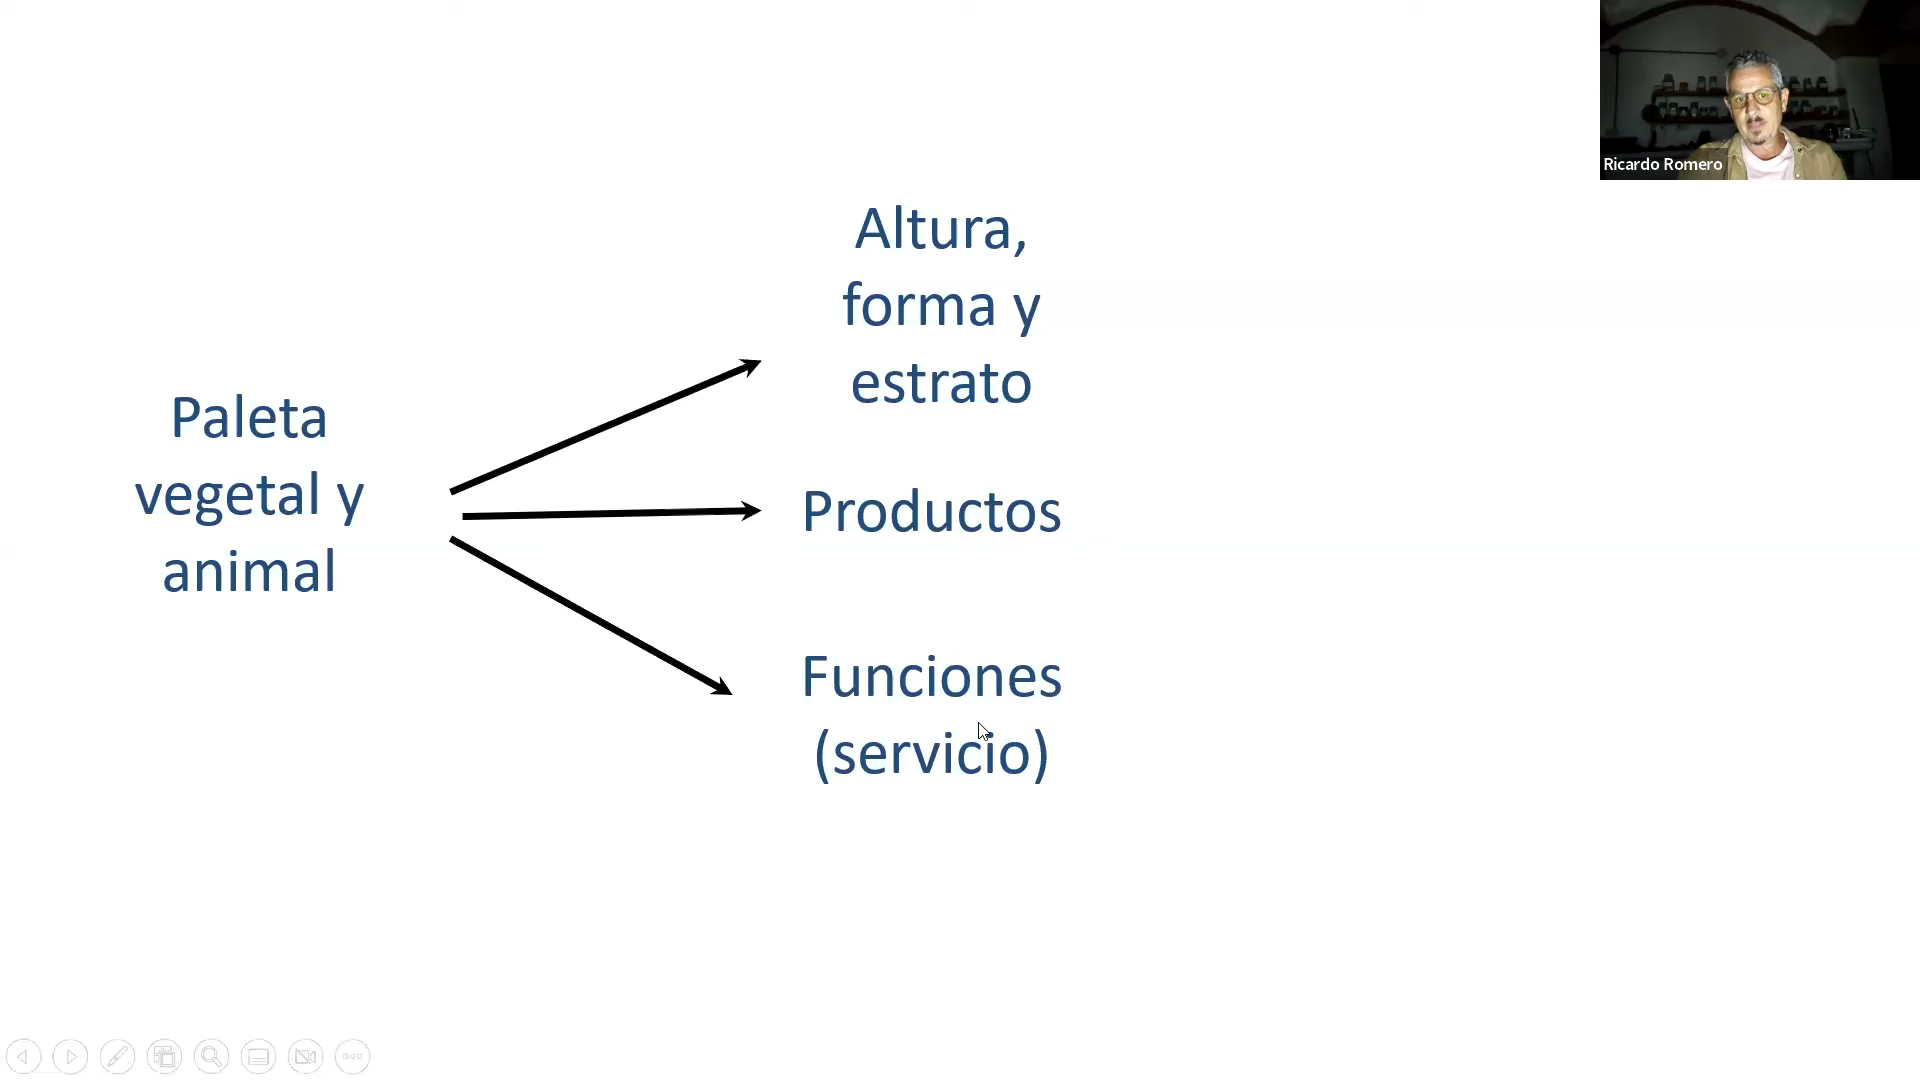 Ricardo Romero
Altura,
forma y
estrato
Paleta
vegetal y
animal
Productos
Funciones
(servicio)